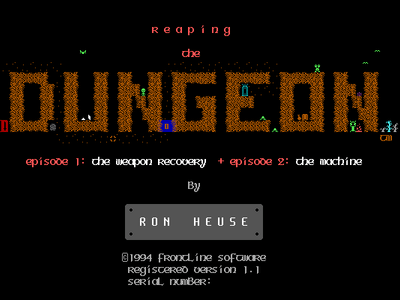 Reaping
the
DUNGEON
tm
episode 1: the weapon recovery + episode 2: the machine
By
RON HEUSE
©1994 frontline software
registered version 1.1
serial number: